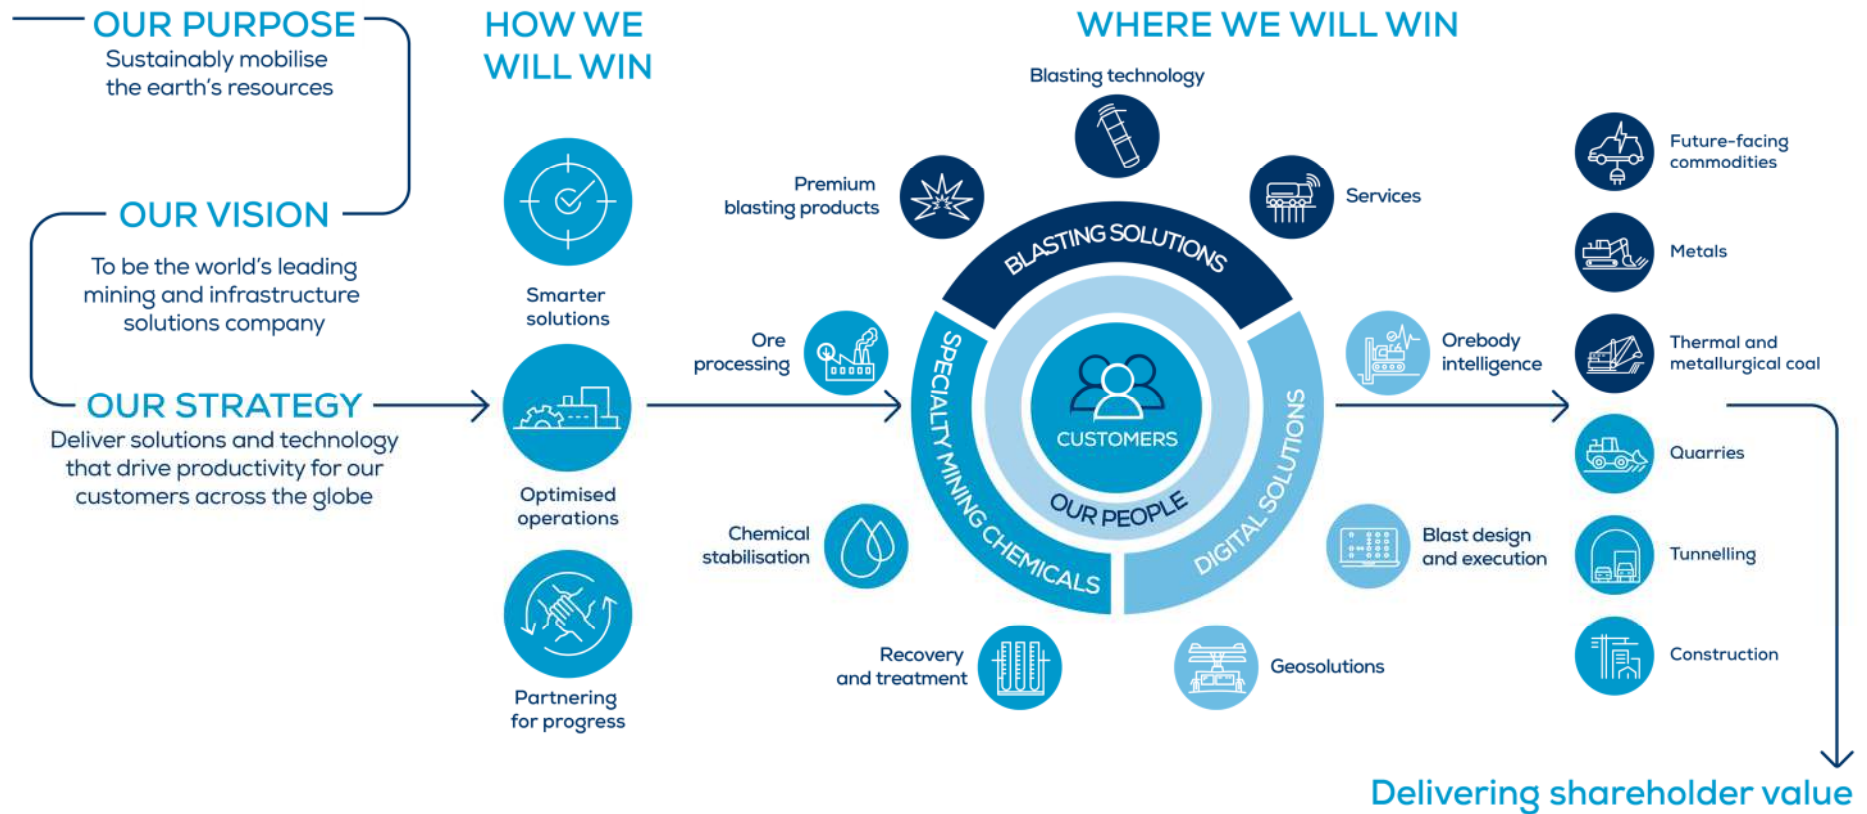 OUR PURPOSE
Sustainably mobilise
the earth's resources
OUR VISION
To be the world's leading
mining and infrastructure
solutions company
OUR STRATEGY
Deliver solutions and technology
that drive productivity for our
customers across the globe
HOW WE
WILL WIN
Smarter
solutions
Optimised
operations
Partnering
for progress
WHERE WE WILL WIN
Blasting technology
Premium
blasting products
Services
BLASTING SOLUTIONS
Ore
processing
Chemical
stabilisation
Recovery
and treatment
SPECIALTY MINING CHEMICALS
CUSTOMERS
OUR PEOPLE
DIGITAL SOLUTIONS
Orebody
intelligence
Blast design
and execution
Geosolutions
Future-facing
commodities
Metals
Thermal and
metallurgical coal
Quarries
Tunnelling
Construction
Delivering shareholder value